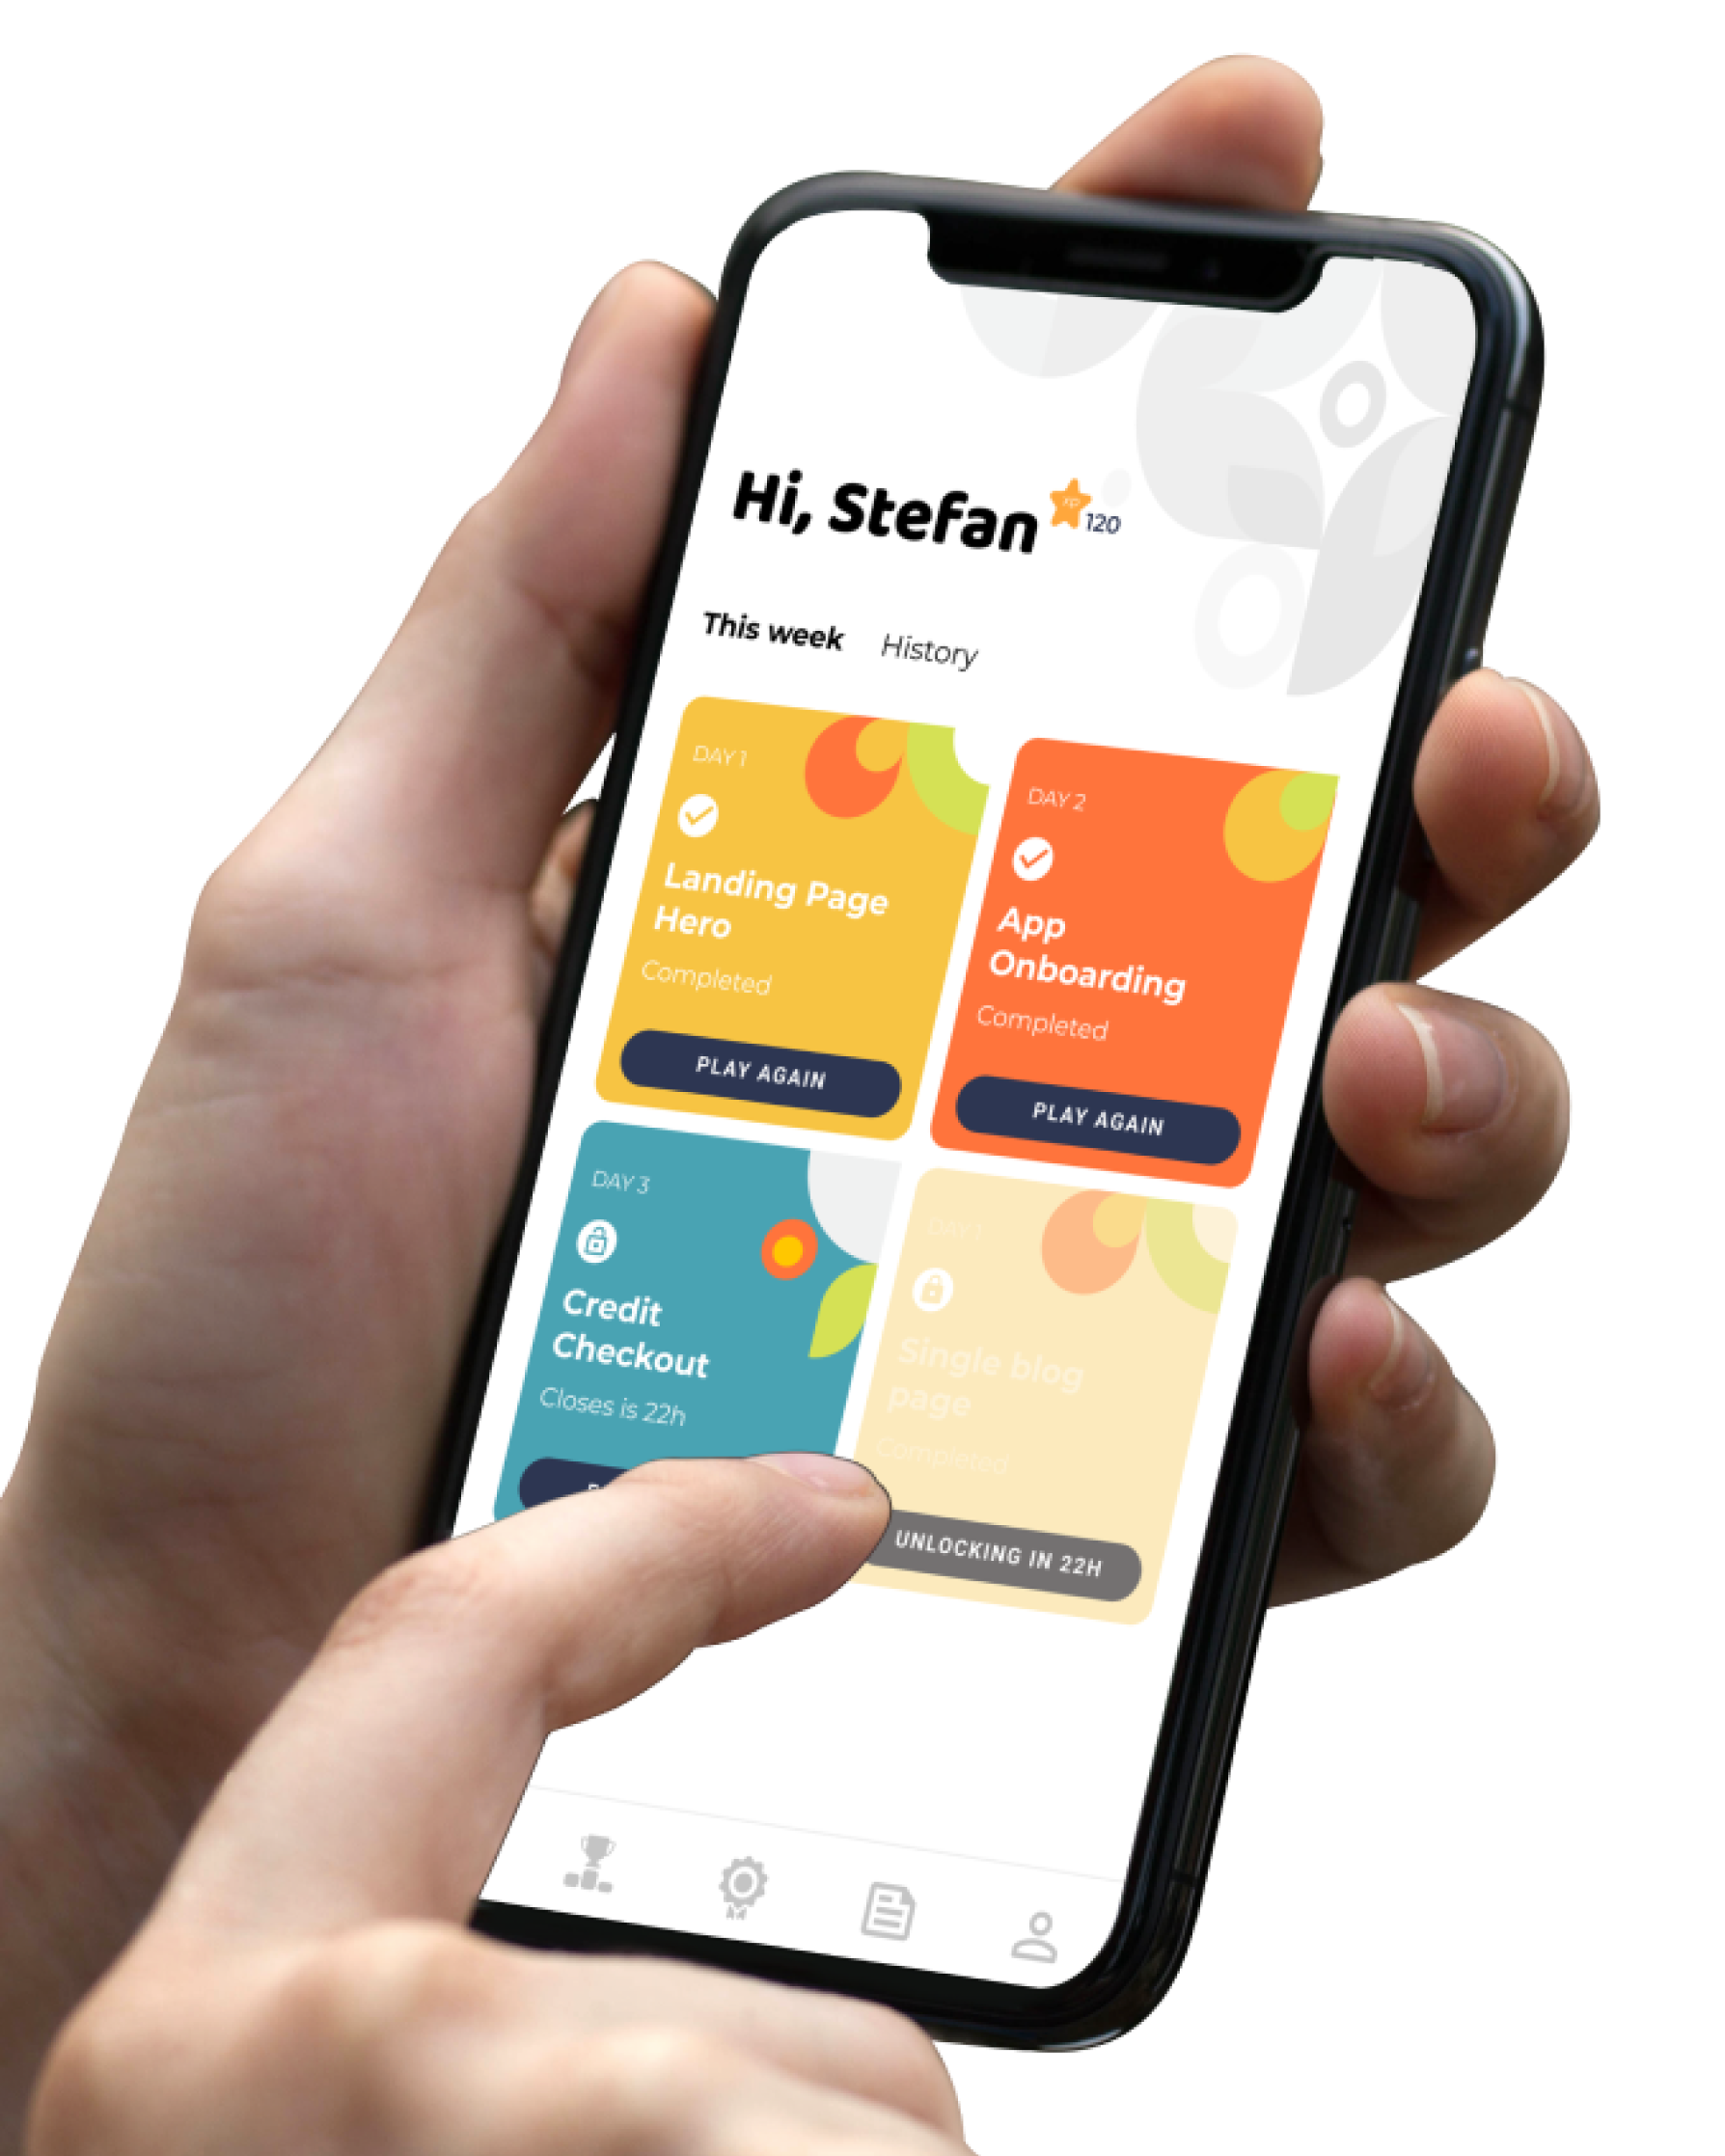 Hi, Stefan
xp
120
This week History
DAY 1
Landing Page
Hero
Completed
PLAY AGAIN
DAY 2
App
Onboarding
Completed
PLAY AGAIN
DAY 3
Credit
Checkout
Closes is 22h
DAY 1
Single blog
page
Completed
UNLOCKING IN 22H